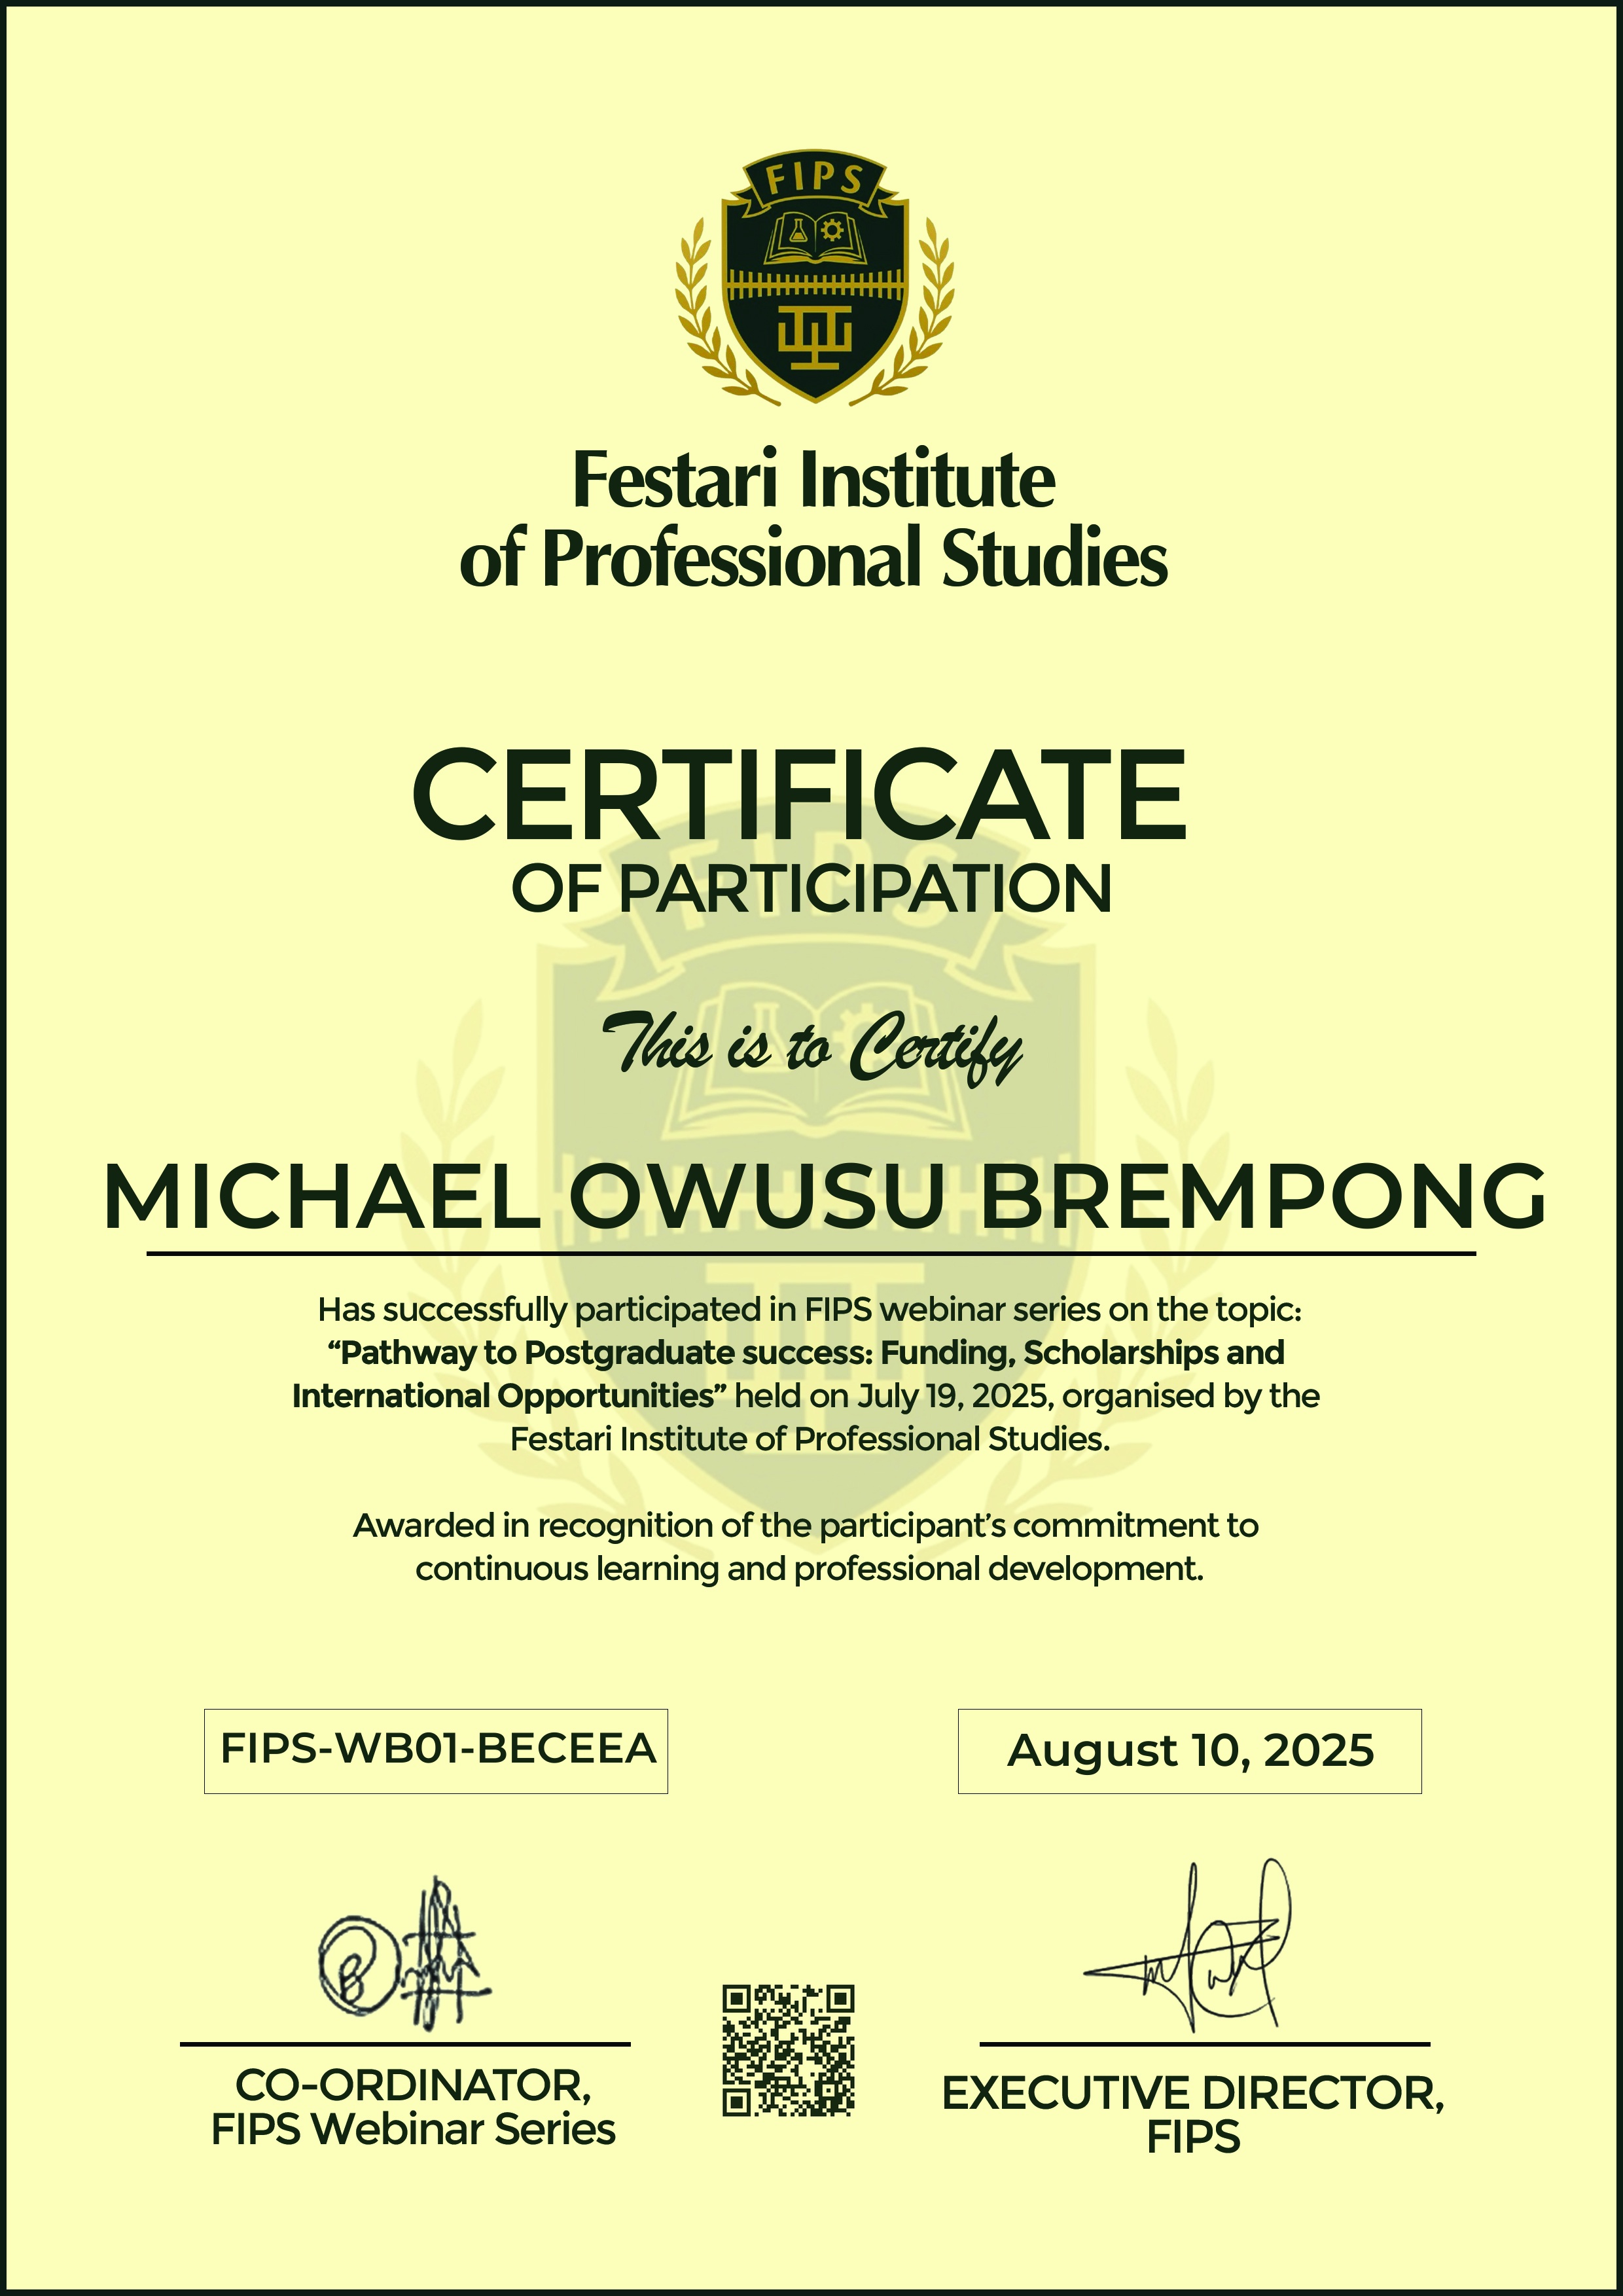 FIPS
Festari Institute
of Professional Studies
CERTIFICATE
OF PARTICIPATION
FIPS
This is to Certify
MICHAEL OWUSU BREMPONG
Has successfully participated in FIPS webinar series on the topic:
“Pathway to Postgraduate success: Funding, Scholarships and
International Opportunities” held on July 19, 2025, organised by the
Festari Institute of Professional Studies.
Awarded in recognition of the participant’s commitment to
continuous learning and professional development.
FIPS-WB01-BECEEA
August 10, 2025
CO-ORDINATOR,
FIPS Webinar Series
EXECUTIVE DIRECTOR,
FIPS